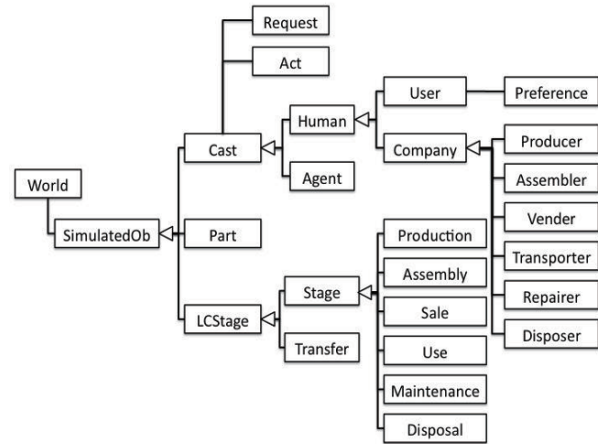 Request
Act
User
Preference
Human
Cast
Company
Producer
Agent
Assembler
World
Vender
SimulatedOb
Part
Production
Transporter
Assembly
Stage
Repairer
LCStage
Sale
Disposer
Transfer
Use
Maintenance
Disposal